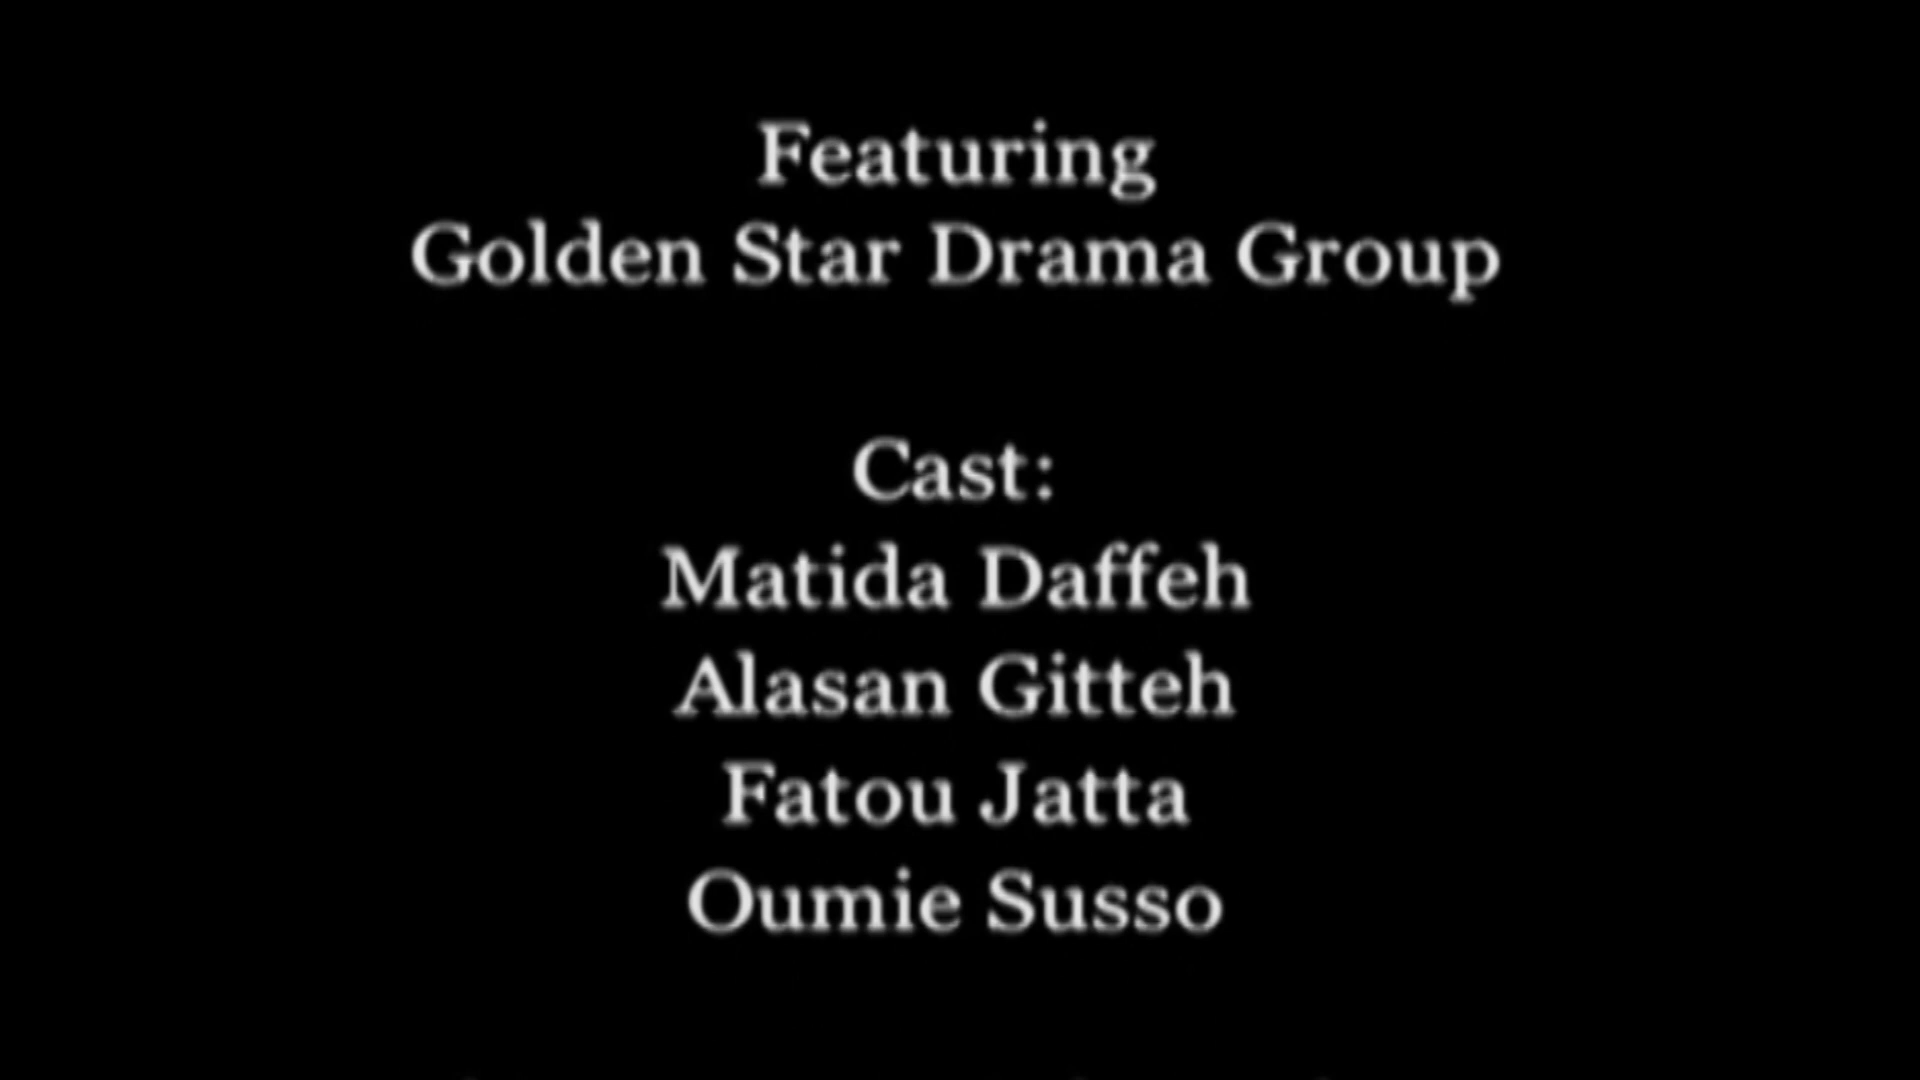 Featuring
Golden Star Drama Group
Cast:
Matida Daffeh
Alasan Gitteh
Fatou Jatta
Oumie Susso